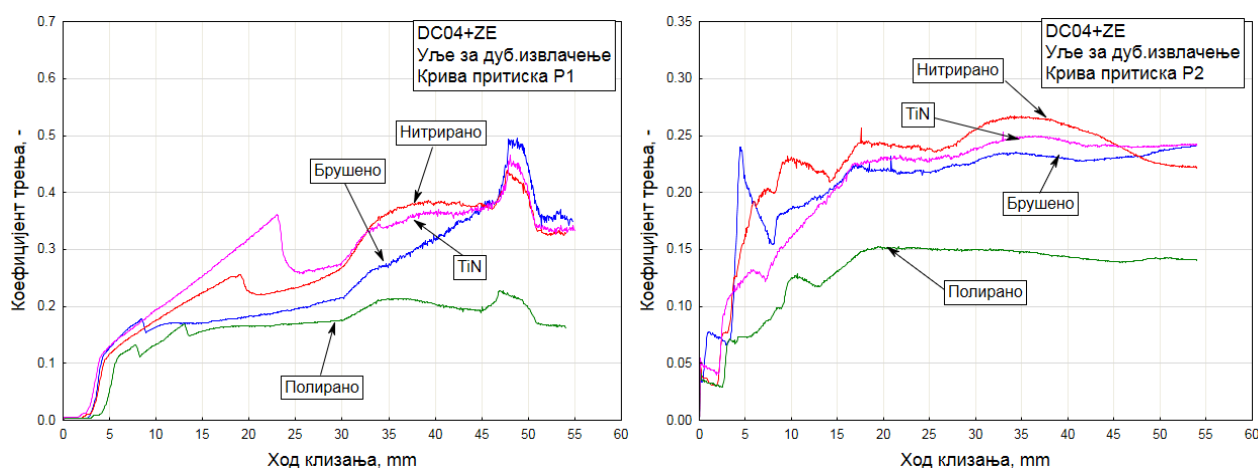 0.7
0.6
0.5
0.4
0.3
0.2
0.1
0.0
Коефицијент трења, -
DC04+ZE
Уље за дуб.извлачење
Крива притиска P1
Нитрирано
Брушено
TiN
Полирано
0 5 10 15 20 25 30 35 40 45 50 55 60
Ход клизања, mm
0.35
0.30
0.25
0.20
0.15
0.10
0.05
0.00
Коефицијент трења, -
DC04+ZE
Уље за дуб.извлачење
Крива притиска P2
Нитрирано
TiN
Брушено
Полирано
0 5 10 15 20 25 30 35 40 45 50 55 60
Ход клизања, mm